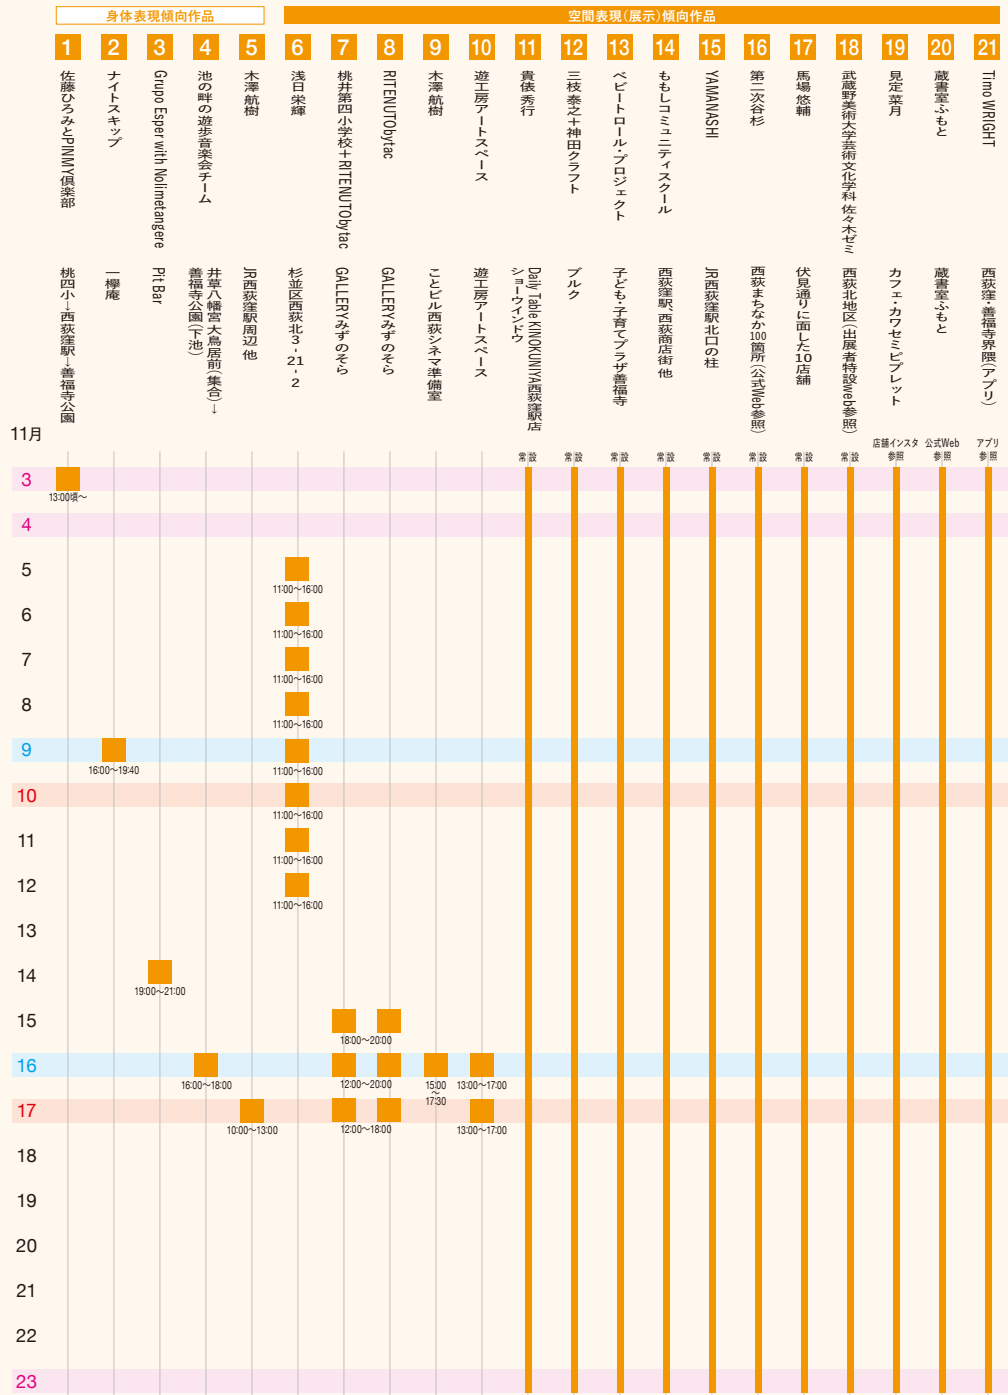 身体表現傾向作品
空間表現（展示）傾向作品
1
2
3
4
5
6
7
8
9
10
11
12
13
14
15
16
17
18
19
20
21
佐藤ひろみとPINMY倶楽部
ナイトスキップ
Grupo Esper with Nolimetangere
池の畔の遊歩音楽会チーム
木澤 航樹
浅日 栄輝
桃井第四小学校＋RITENUTObytac
RITENUTObytac
木澤 航樹
遊工房アートスペース
貴俵 秀行
三枝 泰之＋神田クラフト
ベビートロール・プロジェクト
ももしコミュニティスクール
YAMANASHI
第二次谷杉
馬場 悠輔
武蔵野美術大学芸術文化学科 佐々木ゼミ
見定 菜月
蔵書室ふもと
Timo WRIGHT
桃四小→西荻窪駅→善福寺公園
一欅庵
Pit Bar
井草八幡宮 大鳥居前（集合）→
善福寺公園（下池）
JR西荻窪駅周辺 他
杉並区西荻北3-21-2
GALLERYみずのそら
GALLERYみずのそら
ことビル西荻シネマ準備室
遊工房アートスペース
Daily Table KINOKUNIYA西荻窪駅店
ショーウインドウ
ブルク
子ども・子育てプラザ善福寺
西荻窪駅、西荻商店街 他
JR西荻窪駅北口の柱
西荻まちなか100箇所（公式Web参照）
伏見通りに面した10店舗
西荻北地区（出展者特設web参照）
カフェ・カワセミピプレット
蔵書室ふもと
西荻窪・善福寺界隈（アプリ）
11月
常設
常設
常設
常設
常設
常設
常設
常設
店舗インスタ
参照
公式Web
参照
アプリ
参照
3
13:00頃〜
4
5
11:00〜16:00
6
11:00〜16:00
7
11:00〜16:00
8
11:00〜16:00
9
16:00〜19:40
11:00〜16:00
10
11:00〜16:00
11
11:00〜16:00
12
11:00〜16:00
13
14
19:00〜21:00
15
18:00〜20:00
16
16:00〜18:00
12:00〜20:00
15:00
〜
17:30
13:00〜17:00
17
10:00〜13:00
12:00〜18:00
13:00〜17:00
18
19
20
21
22
23